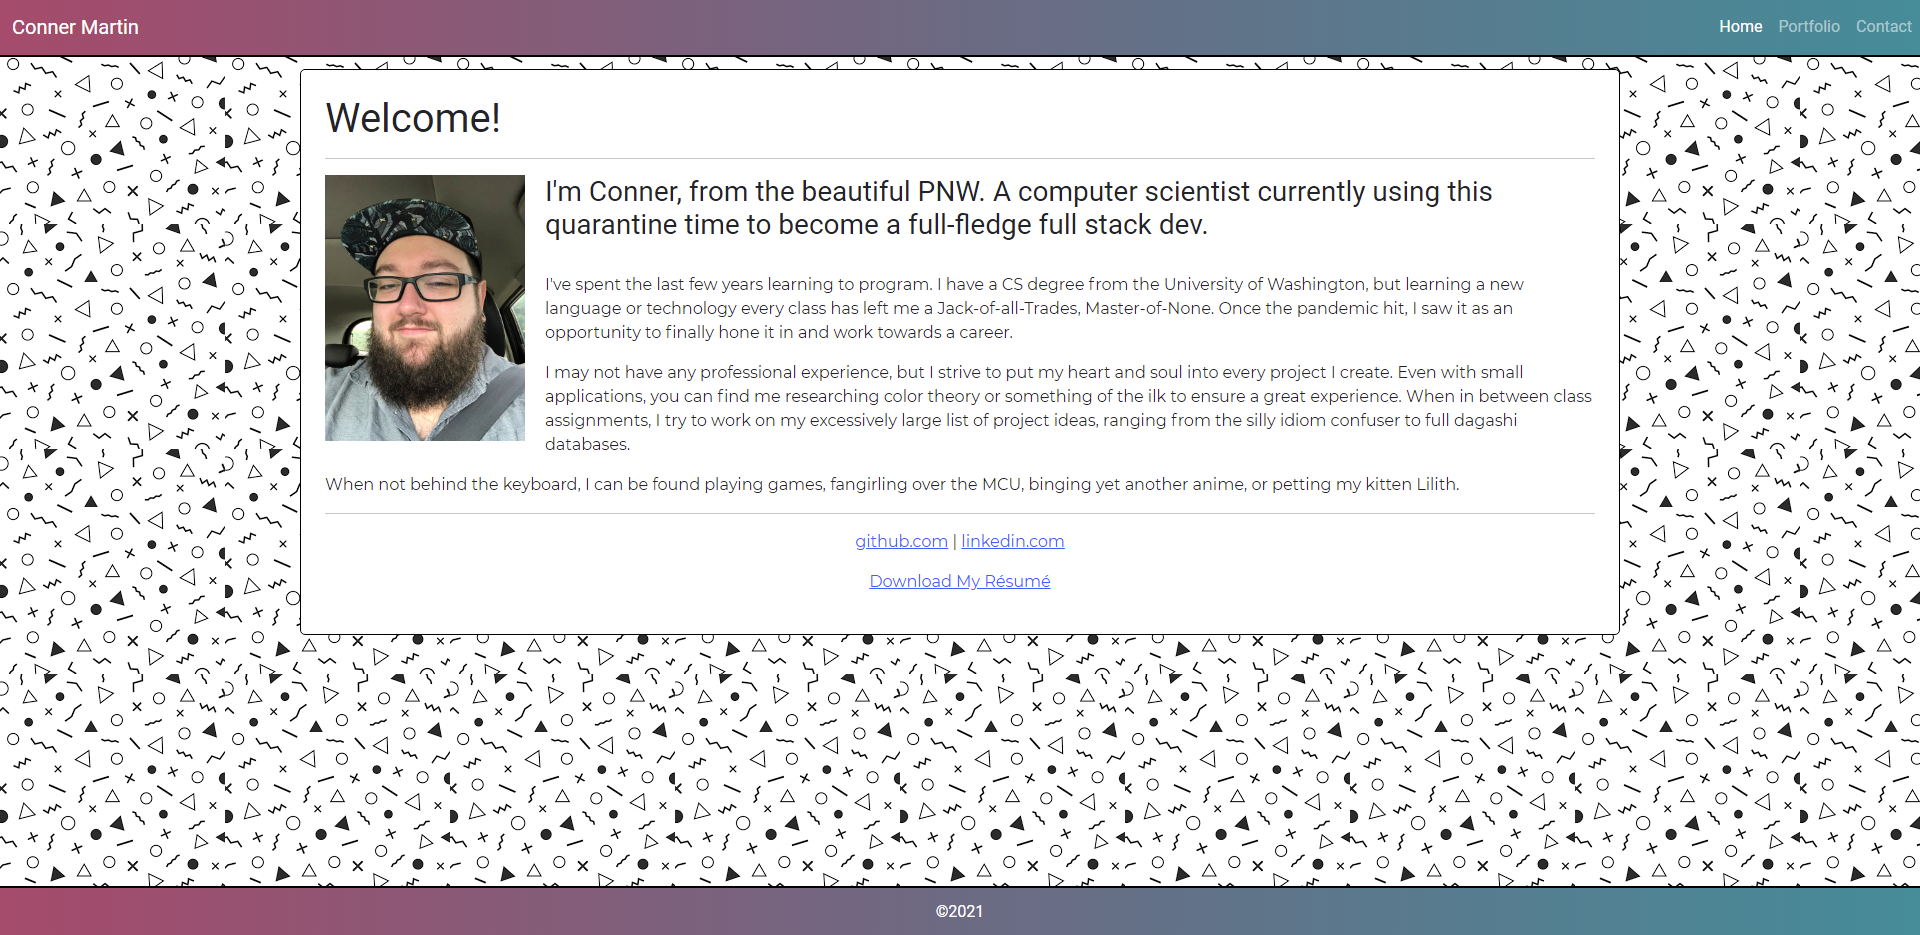 Conner Martin
Home Portfolio Contact
Welcome!
I'm Conner, from the beautiful PNW. A computer scientist currently using this
quarantine time to become a full-fledge full stack dev.
I've spent the last few years learning to program. I have a CS degree from the University of Washington, but learning a new
language or technology every class has left me a Jack-of-all-Trades, Master-of-None. Once the pandemic hit, I saw it as an
opportunity to finally hone it in and work towards a career.
I may not have any professional experience, but I strive to put my heart and soul into every project I create. Even with small
applications, you can find me researching color theory or something of the ilk to ensure a great experience. When in between class
assignments, I try to work on my excessively large list of project ideas, ranging from the silly idiom confuser to full dagashi
databases.
When not behind the keyboard, I can be found playing games, fangirling over the MCU, binging yet another anime, or petting my kitten Lilith.
github.com | linkedin.com
Download My Résumé
©2021